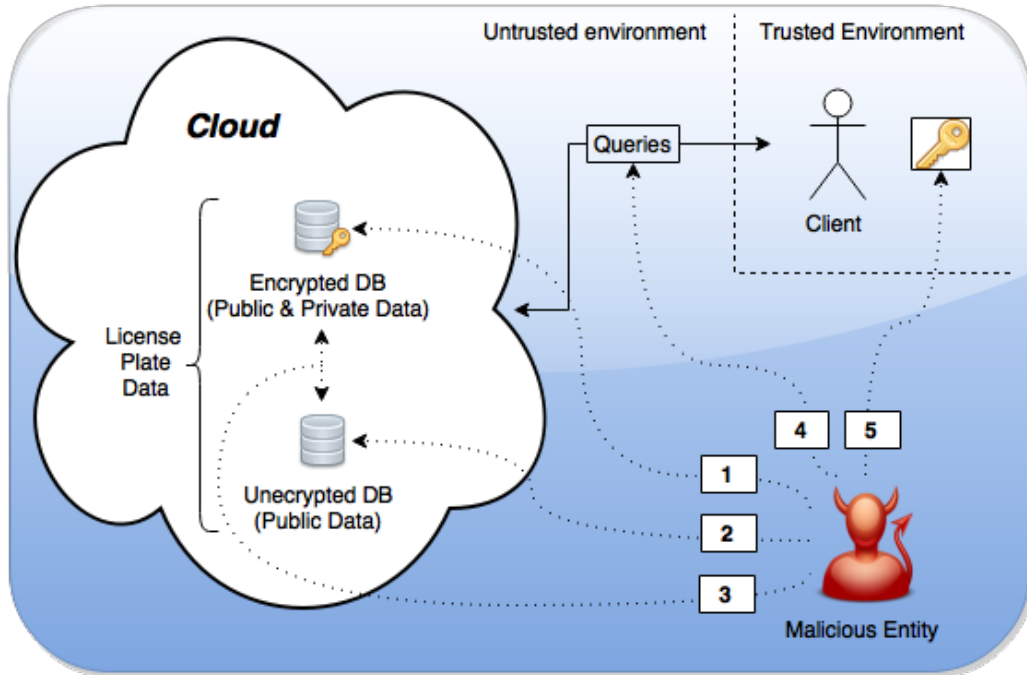 Untrusted environment
Trusted Environment
Cloud
Queries
Client
Encrypted DB
(Public & Private Data)
License
Plate
Data
Unecrypted DB
(Public Data)
4
5
1
2
3
Malicious Entity